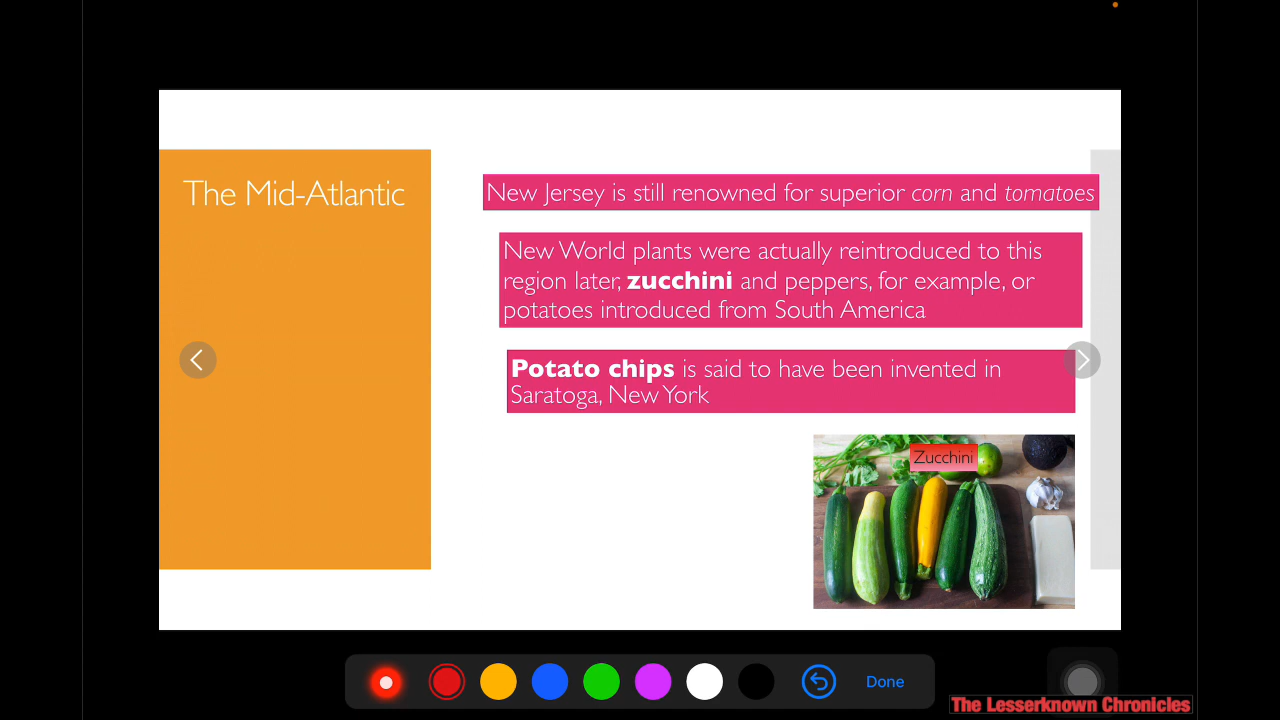 The Mid-Atlantic
New Jersey is still renowned for superior corn and tomatoes
New World plants were actually reintroduced to this
region later, zucchini and peppers, for example, or
potatoes introduced from South America
Potato chips is said to have been invented in
Saratoga, New York
Zucchini
Done
The Lesserknown Chronicles